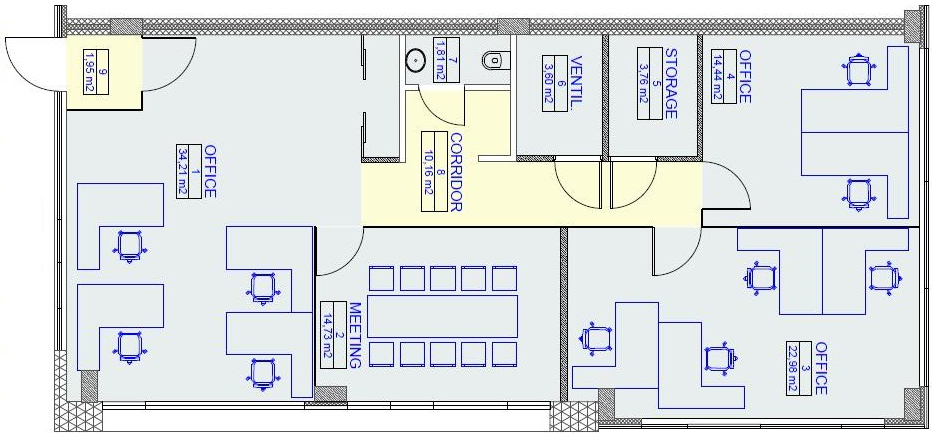 9
1,95 m2
OFFICE
1
34,21 m2
7
1,81 m2
CORRIDOR
8
10,16 m2
VENTIL.
6
3,60 m2
STORAGE
5
3,76 m2
OFFICE
4
14,44 m2
MEETING
2
14,73 m2
OFFICE
3
22,98 m2